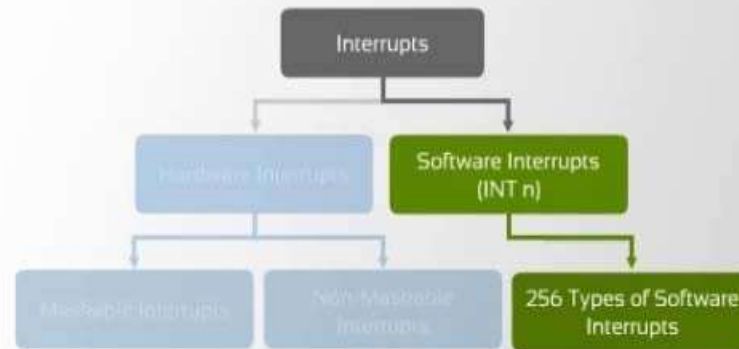 Interrupts
Hardware Interrupts
Software Interrupts
(INT n)
Maskable Interrupts
Non-Maskable
Interrupts
256 Types of Software
Interrupts